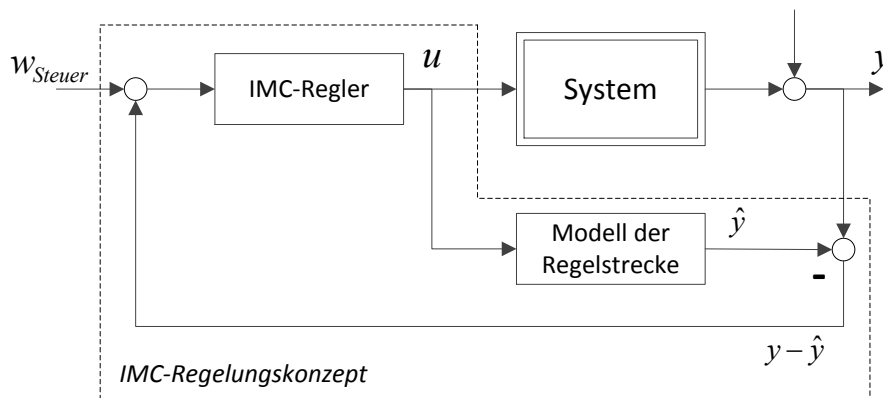 w_Steuer
IMC-Regler
u
System
y
Modell der
Regelstrecke
ŷ
-
y − ŷ
IMC-Regelungskonzept